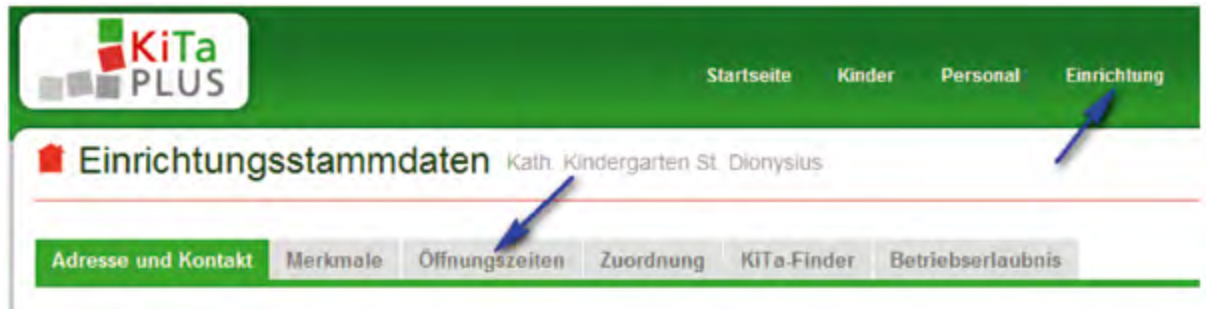 KiTa
PLUS
Startseite Kinder Personal Einrichtung
Einrichtungsstammdaten Kath. Kindergarten St. Dionysius
Adresse und Kontakt Merkmale Öffnungszeiten Zuordnung KiTa-Finder Betriebserlaubnis